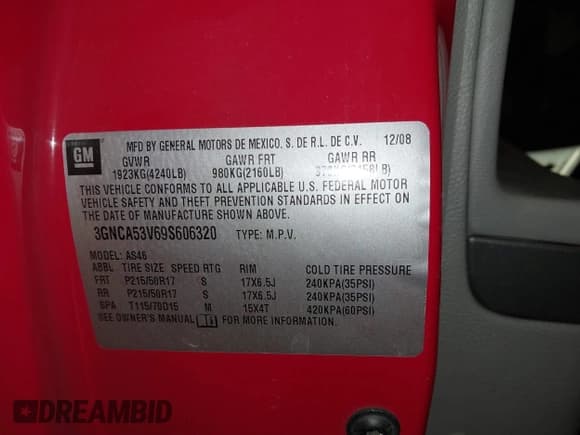 GM
MFD BY GENERAL MOTORS DE MEXICO, S. DE R.L. DE C.V. 12/08
GVWR GAWR FRT GAWR RR
1923KG(4240LB) 980KG(2160LB)
THIS VEHICLE CONFORMS TO ALL APPLICABLE U.S. FEDERAL MOTOR
VEHICLE SAFETY AND THEFT PREVENTION STANDARDS IN EFFECT ON
THE DATE OF MANUFACTURE SHOWN ABOVE.
3GNCA53V69S606320 TYPE: M.P.V.
MODEL: AS46
ABBL TIRE SIZE SPEED RTG RIM COLD TIRE PRESSURE
FRT P215/50R17 S 17X6.5J 240KPA(35PSI)
RR P215/50R17 S 17X6.5J 240KPA(35PSI)
SPA T115/70D15 M 15X4T 420KPA(60PSI)
SEE OWNER'S MANUAL FOR MORE INFORMATION.
DREAMBID